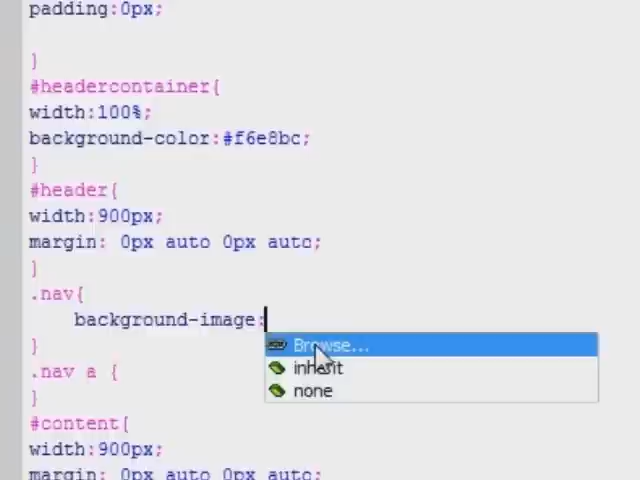 padding:0px;
}
#headercontainer{
width:100%;
background-color:#f6e8bc;
}
#header{
width:900px;
margin: 0px auto 0px auto;
}
.nav{
background-image:
Browse...
}
inherit
.nav a {
none
}
#content{
width:900px;
margin: 0px auto 0px auto;